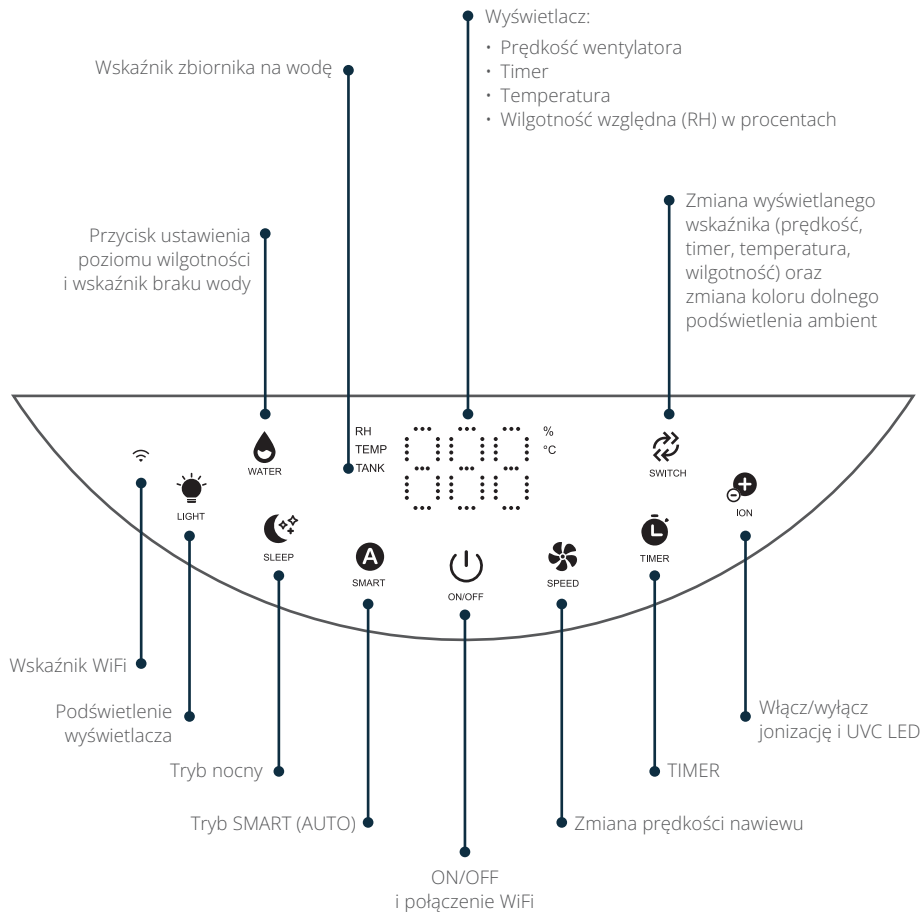 Wyświetlacz:
• Prędkość wentylatora
• Timer
• Temperatura
• Wilgotność względna (RH) w procentach
Wskaźnik zbiornika na wodę
Zmiana wyświetlanego
wskaźnika (prędkość,
timer, temperatura,
wilgotność) oraz
zmiana koloru dolnego
podświetlenia ambient
Przycisk ustawienia
poziomu wilgotności
i wskaźnik braku wody
RH
TEMP
TANK
%
°C
WATER
SWITCH
LIGHT
ION
SLEEP
TIMER
A
SMART
SPEED
ON/OFF
Wskaźnik WiFi
Podświetlenie
wyświetlacza
Włącz/wyłącz
jonizację i UVC LED
Tryb nocny
TIMER
Tryb SMART (AUTO)
Zmiana prędkości nawiewu
ON/OFF
i połączenie WiFi